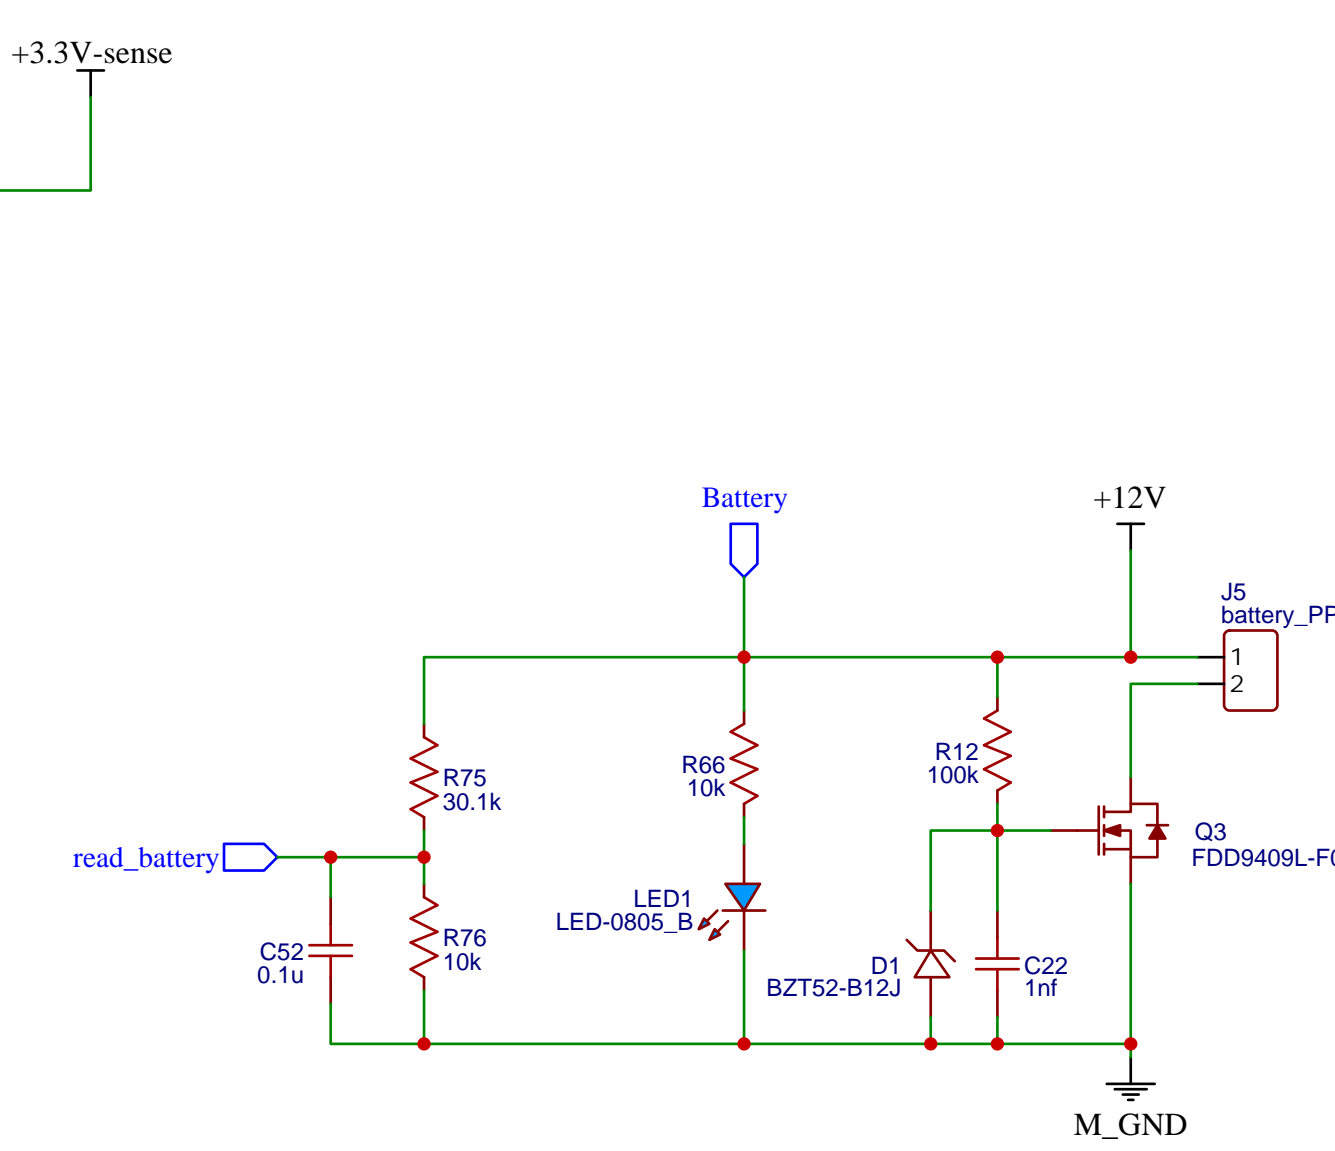 +3.3V-sense
Battery
+12V
J5
battery_PP
1
2
R75
30.1k
R66
10k
R12
100k
Q3
FDD9409L-F0
read_battery
LED1
LED-0805_B
C52
0.1u
R76
10k
D1
BZT52-B12J
C22
1nf
M_GND